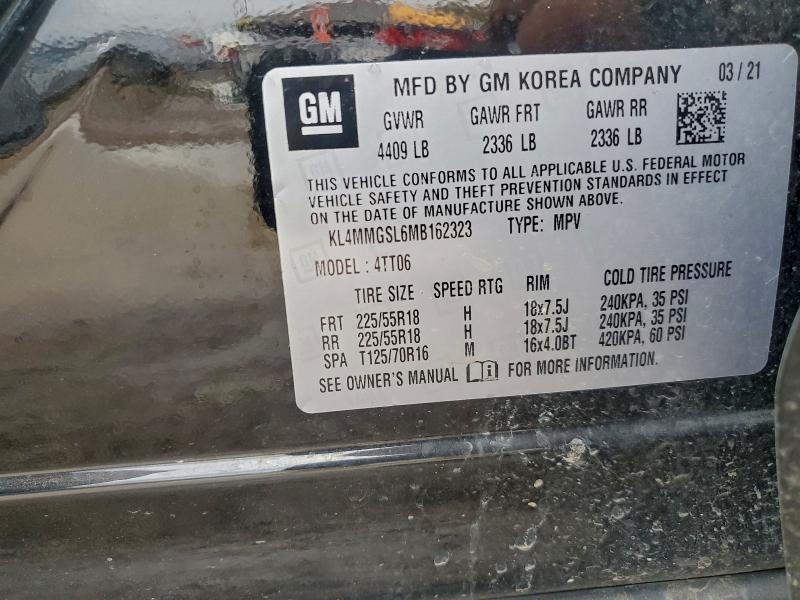 GM
MFD BY GM KOREA COMPANY 03 / 21
GVWR GAWR FRT GAWR RR
4409 LB 2336 LB 2336 LB
THIS VEHICLE CONFORMS TO ALL APPLICABLE U.S. FEDERAL MOTOR
VEHICLE SAFETY AND THEFT PREVENTION STANDARDS IN EFFECT
ON THE DATE OF MANUFACTURE SHOWN ABOVE.
KL4MMGSL6MB162323 TYPE: MPV
MODEL : 4TT06
TIRE SIZE SPEED RTG RIM COLD TIRE PRESSURE
FRT 225/55R18 H 18x7.5J 240KPA, 35 PSI
RR 225/55R18 H 18x7.5J 240KPA, 35 PSI
SPA T125/70R16 M 16x4.0BT 420KPA, 60 PSI
SEE OWNER'S MANUAL FOR MORE INFORMATION.